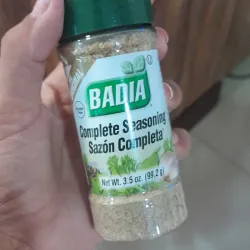 BADIA
Complete Seasoning
Sazón Completa
Net Wt. 3.5 oz. (99.2 g)